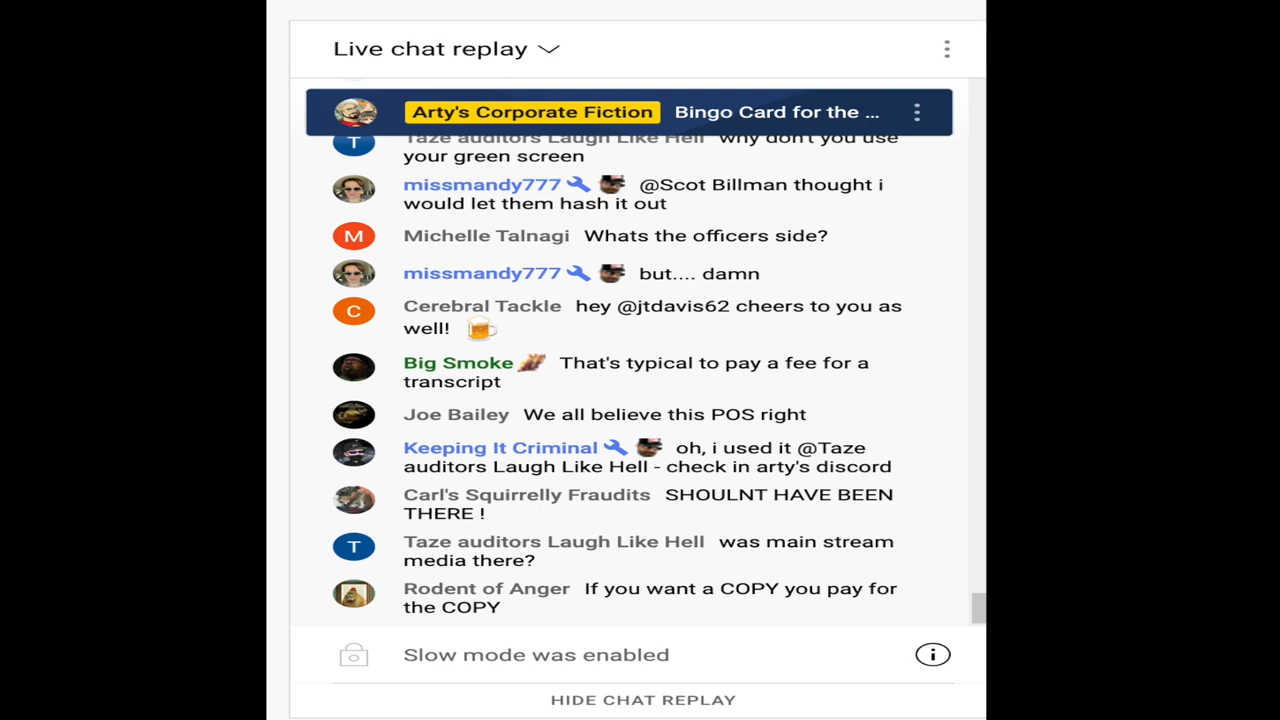 Live chat replay
Arty's Corporate Fiction Bingo Card for the ...
T Taze auditors Laugh Like Hell why don't you use
your green screen
missmandy777 @Scot Billman thought i
would let them hash it out
M Michelle Talnagi Whats the officers side?
missmandy777 but.... damn
C Cerebral Tackle hey @jtdavis62 cheers to you as
well!
Big Smoke That's typical to pay a fee for a
transcript
Joe Bailey We all believe this POS right
Keeping It Criminal oh, i used it @Taze
auditors Laugh Like Hell - check in arty's discord
Carl's Squirrelly Fraudits SHOULNT HAVE BEEN
THERE !
T Taze auditors Laugh Like Hell was main stream
media there?
Rodent of Anger If you want a COPY you pay for
the COPY
Slow mode was enabled
HIDE CHAT REPLAY